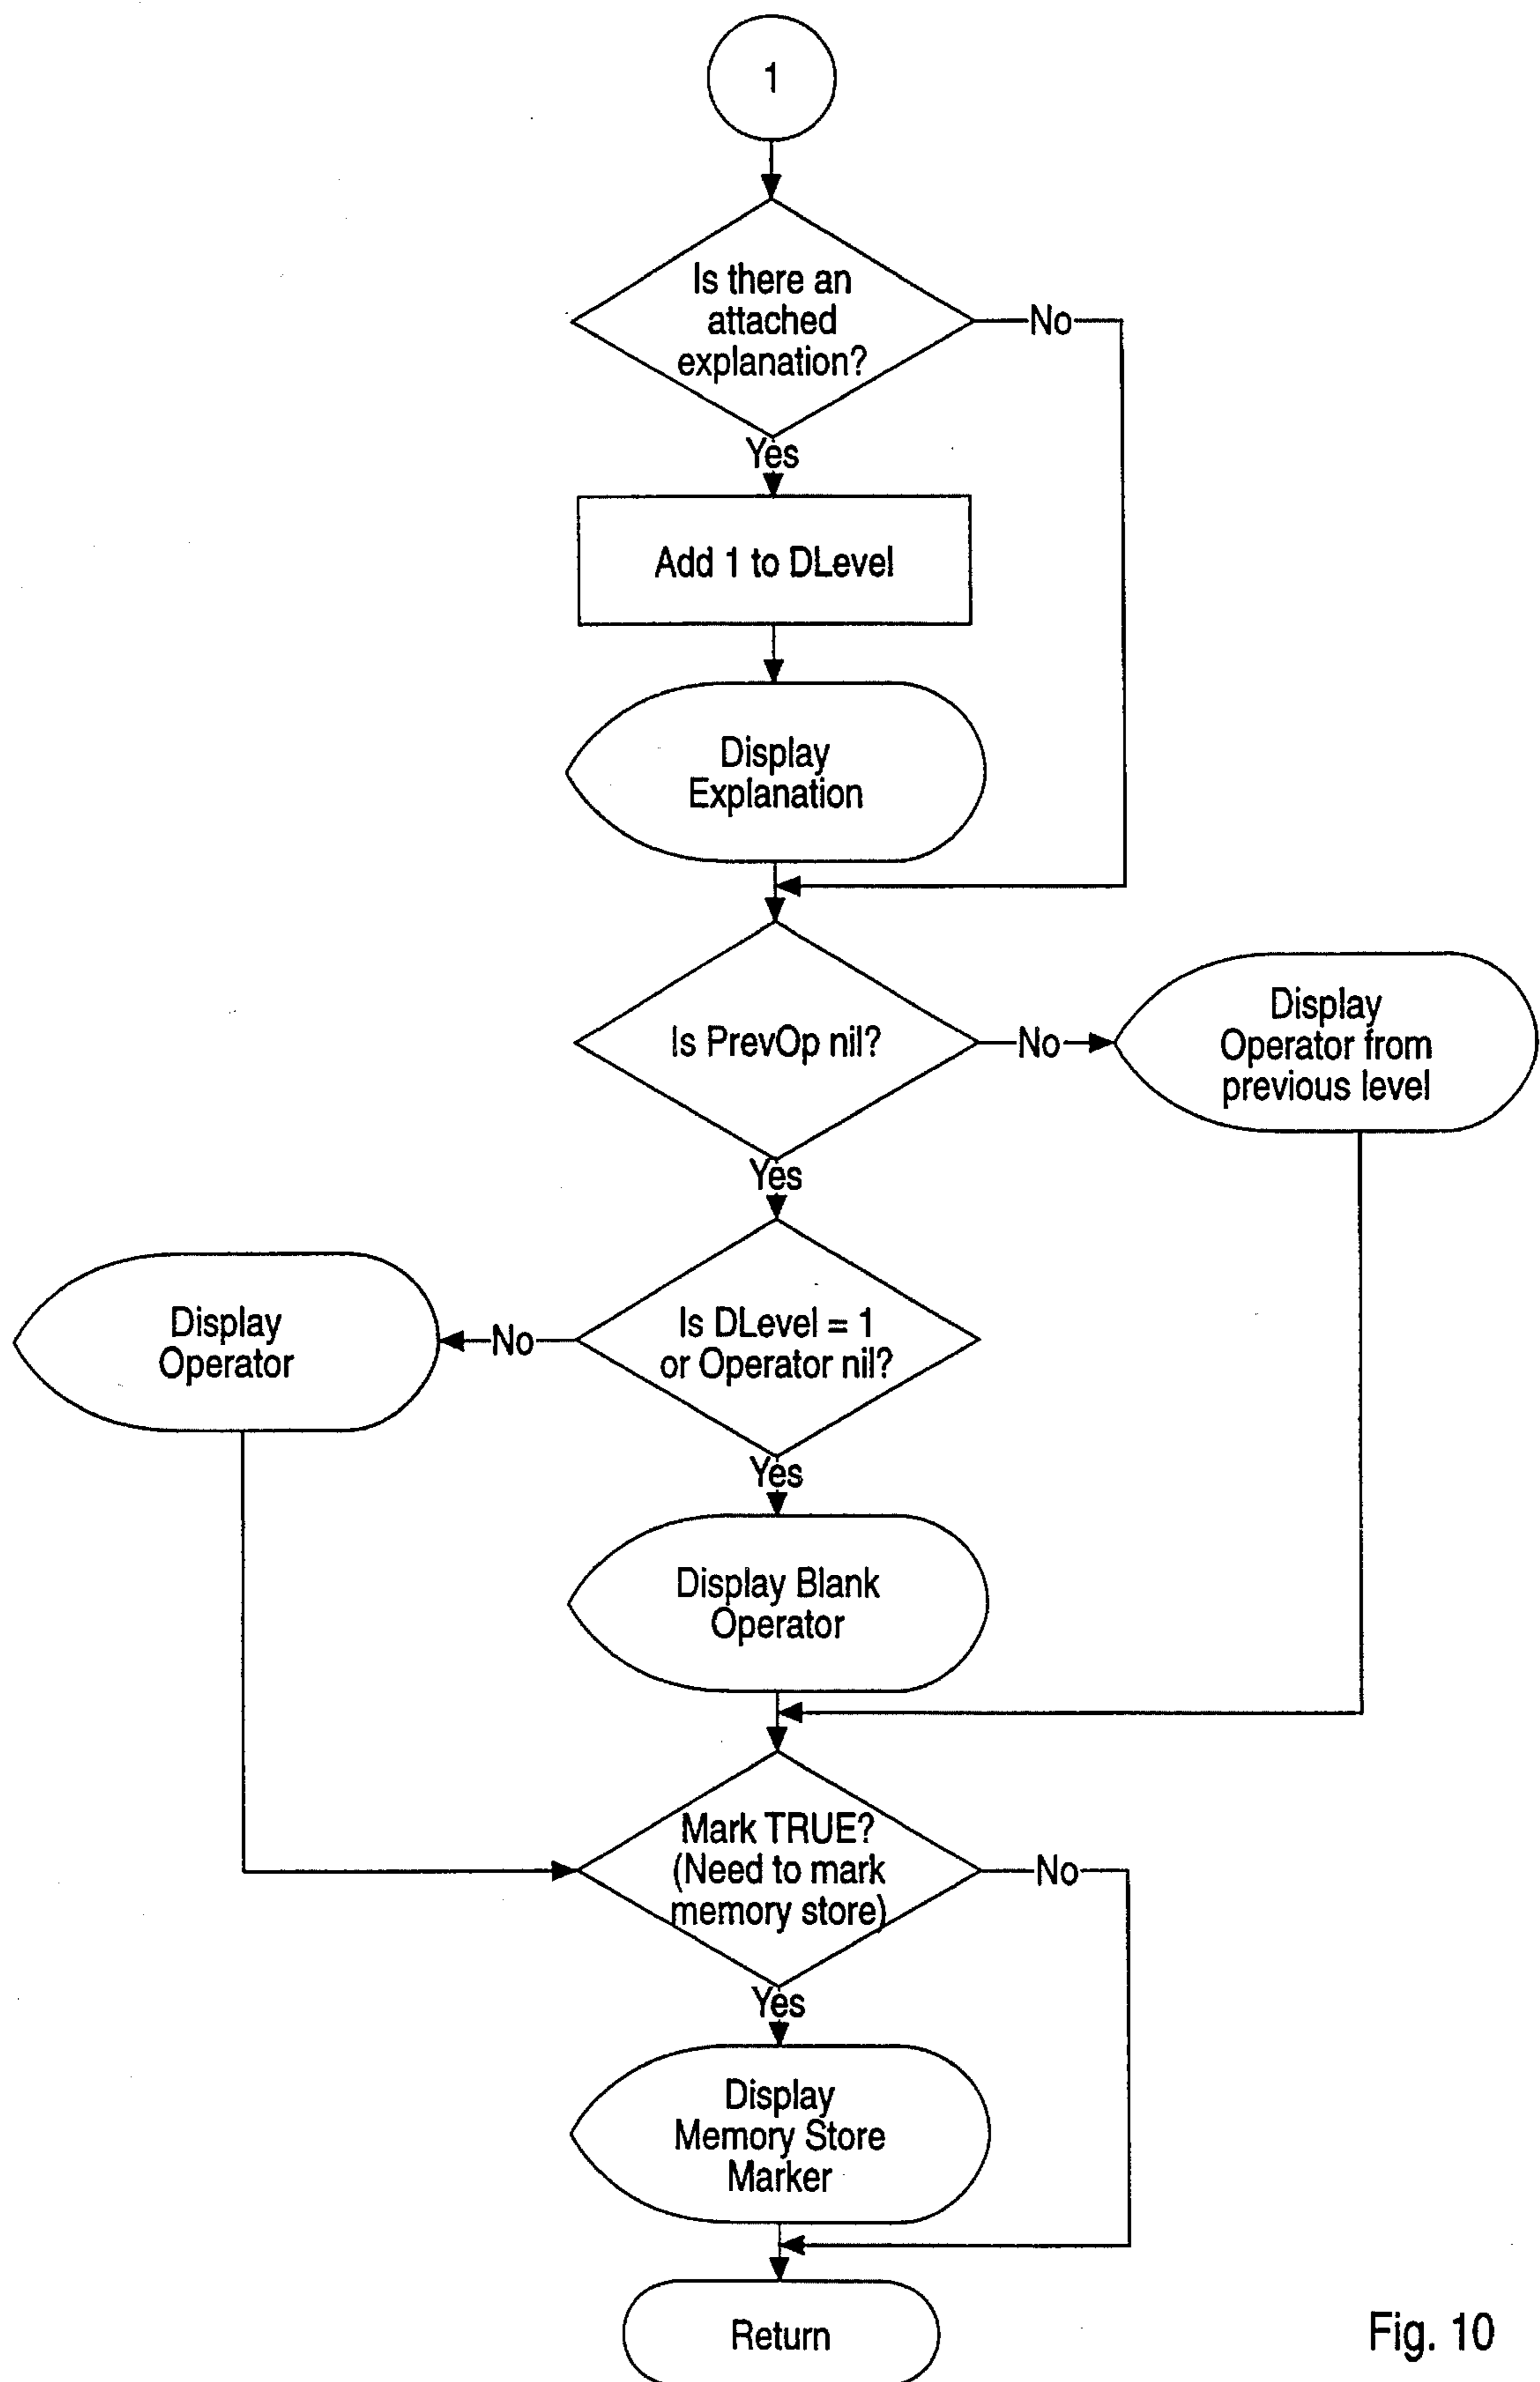 1
Is there an
attached
explanation?
No
Yes
Add 1 to DLevel
Display
Explanation
Is PrevOp nil?
No
Display
Operator from
previous level
Yes
Is DLevel = 1
or Operator nil?
No
Display
Operator
Yes
Display Blank
Operator
Mark TRUE?
(Need to mark
memory store)
No
Yes
Display
Memory Store
Marker
Return
Fig. 10